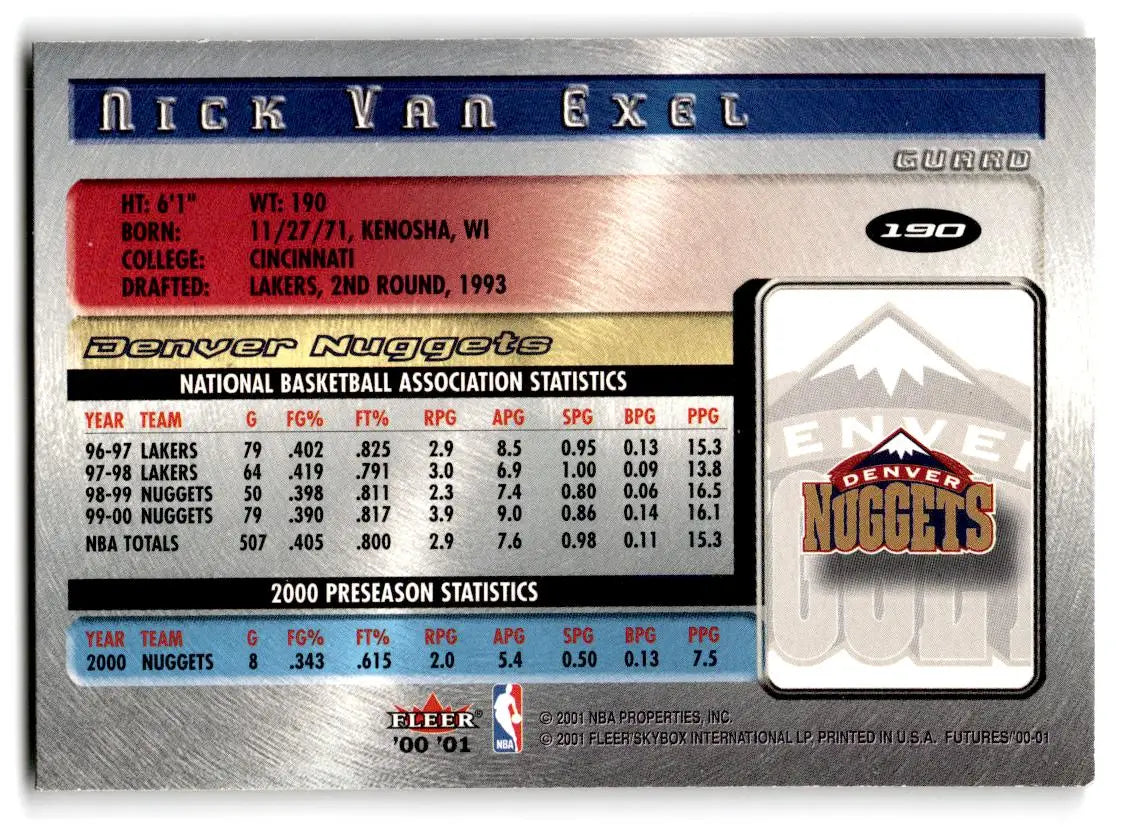 NICK VAN EXEL
GUARD
HT: 6'1" WT: 190
190
BORN: 11/27/71, KENOSHA, WI
COLLEGE: CINCINNATI
DRAFTED: LAKERS, 2ND ROUND, 1993
Denver Nuggets
NATIONAL BASKETBALL ASSOCIATION STATISTICS
YEAR TEAM G FG% FT% RPG APG SPG BPG PPG
96-97 LAKERS 79 .402 .825 2.9 8.5 0.95 0.13 15.3
97-98 LAKERS 64 .419 .791 3.0 6.9 1.00 0.09 13.8
98-99 NUGGETS 50 .398 .811 2.3 7.4 0.80 0.06 16.5
99-00 NUGGETS 79 .390 .817 3.9 9.0 0.86 0.14 16.1
NBA TOTALS 507 .405 .800 2.9 7.6 0.98 0.11 15.3
DENVER
NUGGETS
2000 PRESEASON STATISTICS
YEAR TEAM G FG% FT% RPG APG SPG BPG PPG
2000 NUGGETS 8 .343 .615 2.0 5.4 0.50 0.13 7.5
FLEER®
'00 '01
NBA
© 2001 NBA PROPERTIES, INC.
© 2001 FLEER/SKYBOX INTERNATIONAL LP, PRINTED IN U.S.A. FUTURES/'00-01